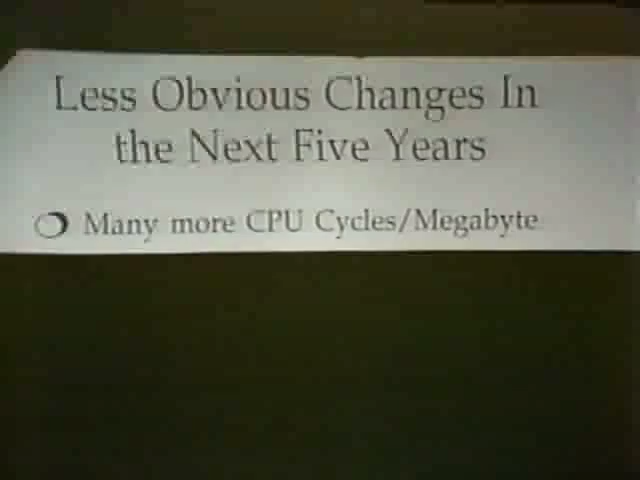 Less Obvious Changes In
the Next Five Years
Many more CPU Cycles/Megabyte